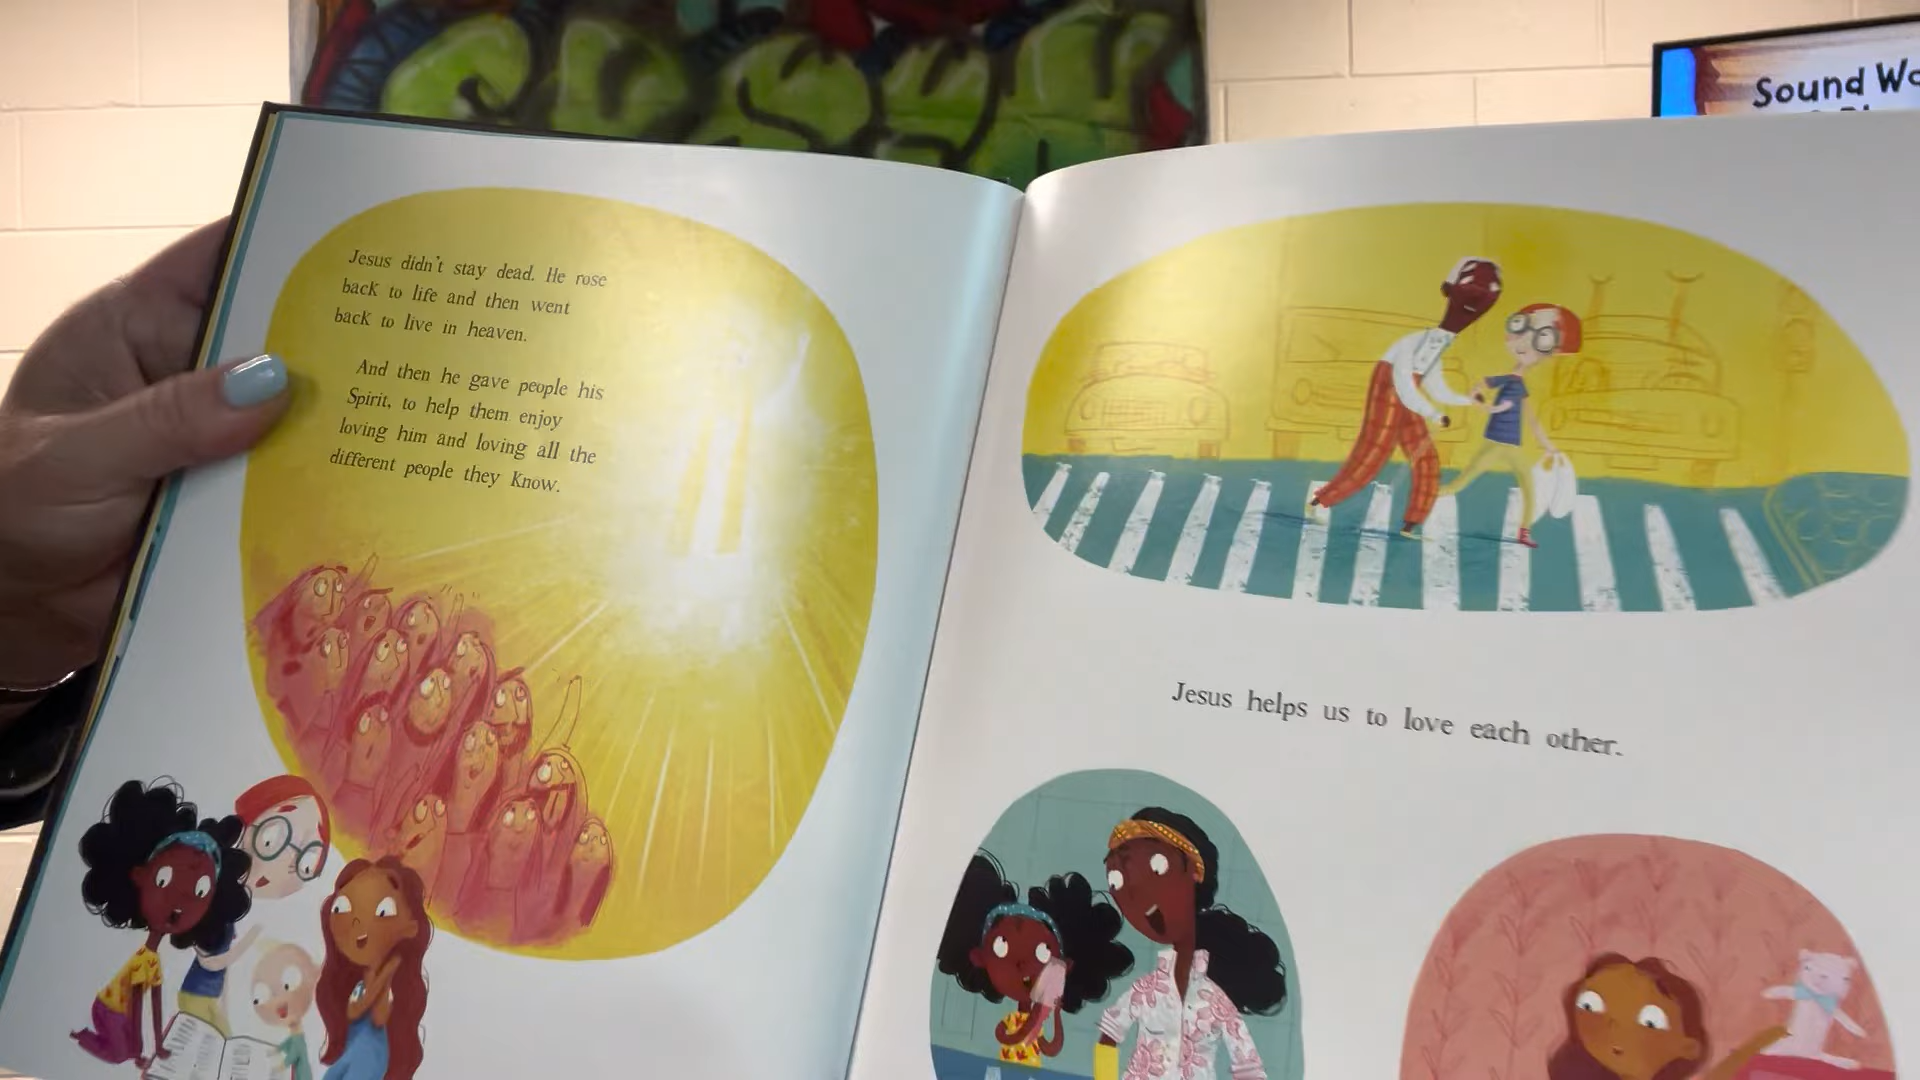 Sound Wo
Jesus didn't stay dead. He rose
back to life and then went
back to live in heaven.
And then he gave people his
Spirit, to help them enjoy
loving him and loving all the
different people they know.
Jesus helps us to love each other.